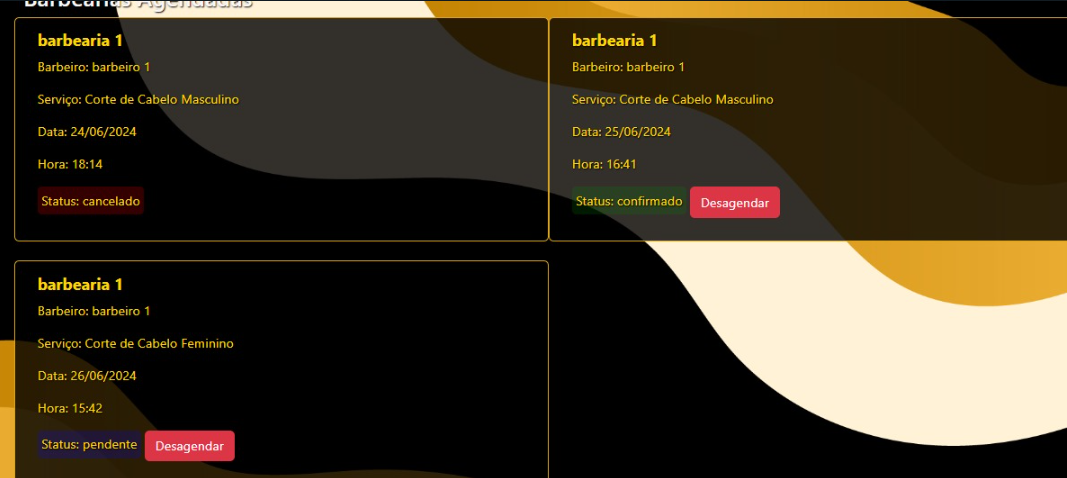 Barbearias Agendadas
barbearia 1
Barbeiro: barbeiro 1
Serviço: Corte de Cabelo Masculino
Data: 24/06/2024
Hora: 18:14
Status: cancelado
barbearia 1
Barbeiro: barbeiro 1
Serviço: Corte de Cabelo Masculino
Data: 25/06/2024
Hora: 16:41
Status: confirmado Desagendar
barbearia 1
Barbeiro: barbeiro 1
Serviço: Corte de Cabelo Feminino
Data: 26/06/2024
Hora: 15:42
Status: pendente Desagendar